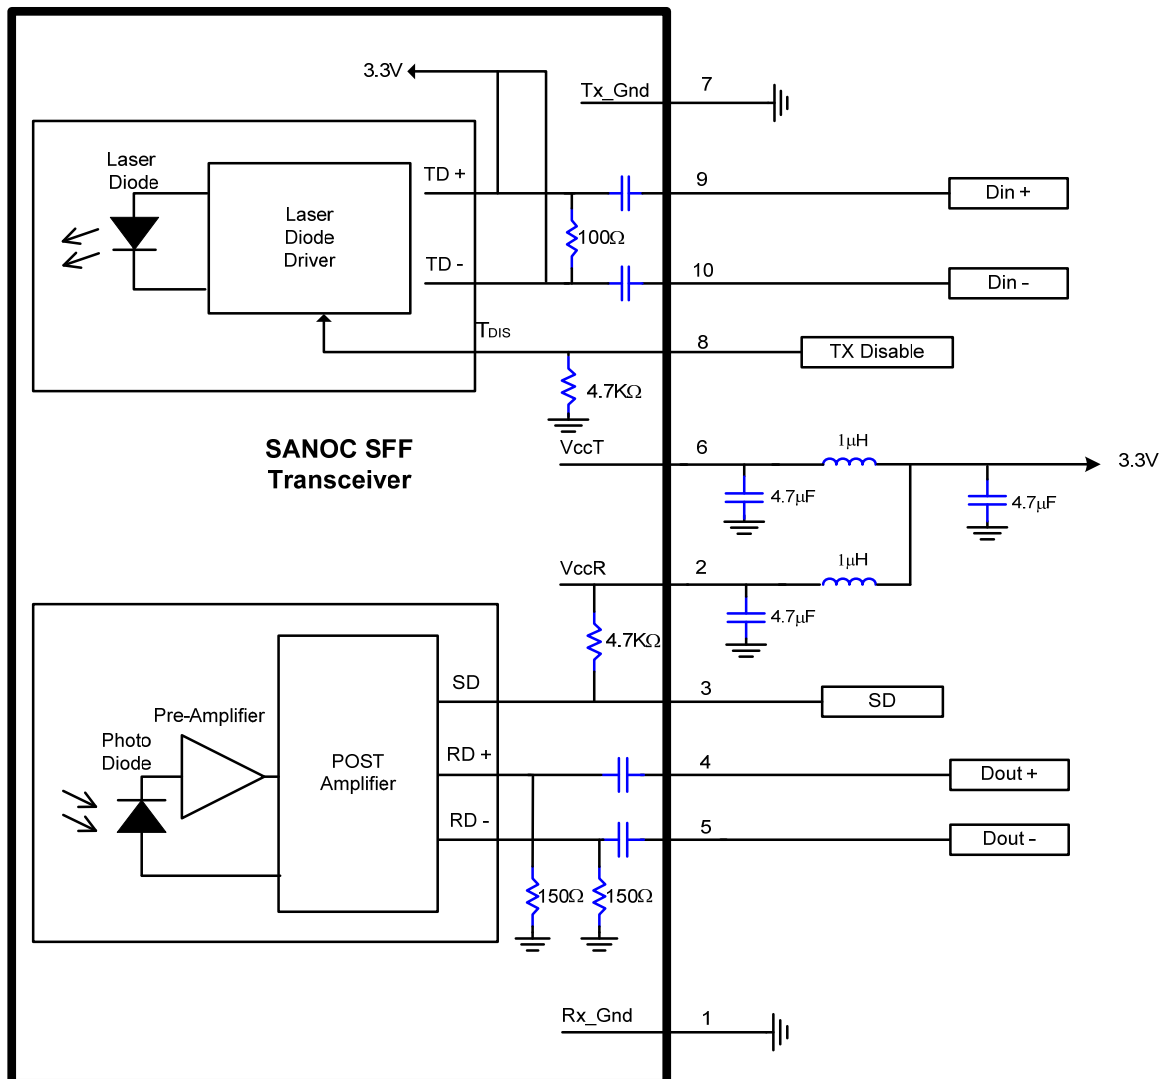 3.3V
Tx_Gnd
7
Laser
Diode
Laser
Diode
Driver
TD +
9
Din +
100Ω
TD -
10
Din -
TDIS
8
TX Disable
4.7KΩ
SANOC SFF
Transceiver
VccT
6
1μH
3.3V
4.7μF
4.7μF
VccR
2
1μH
4.7μF
4.7KΩ
SD
3
SD
Pre-Amplifier
Photo
Diode
POST
Amplifier
RD +
4
Dout +
RD -
5
Dout -
150Ω
150Ω
Rx_Gnd
1